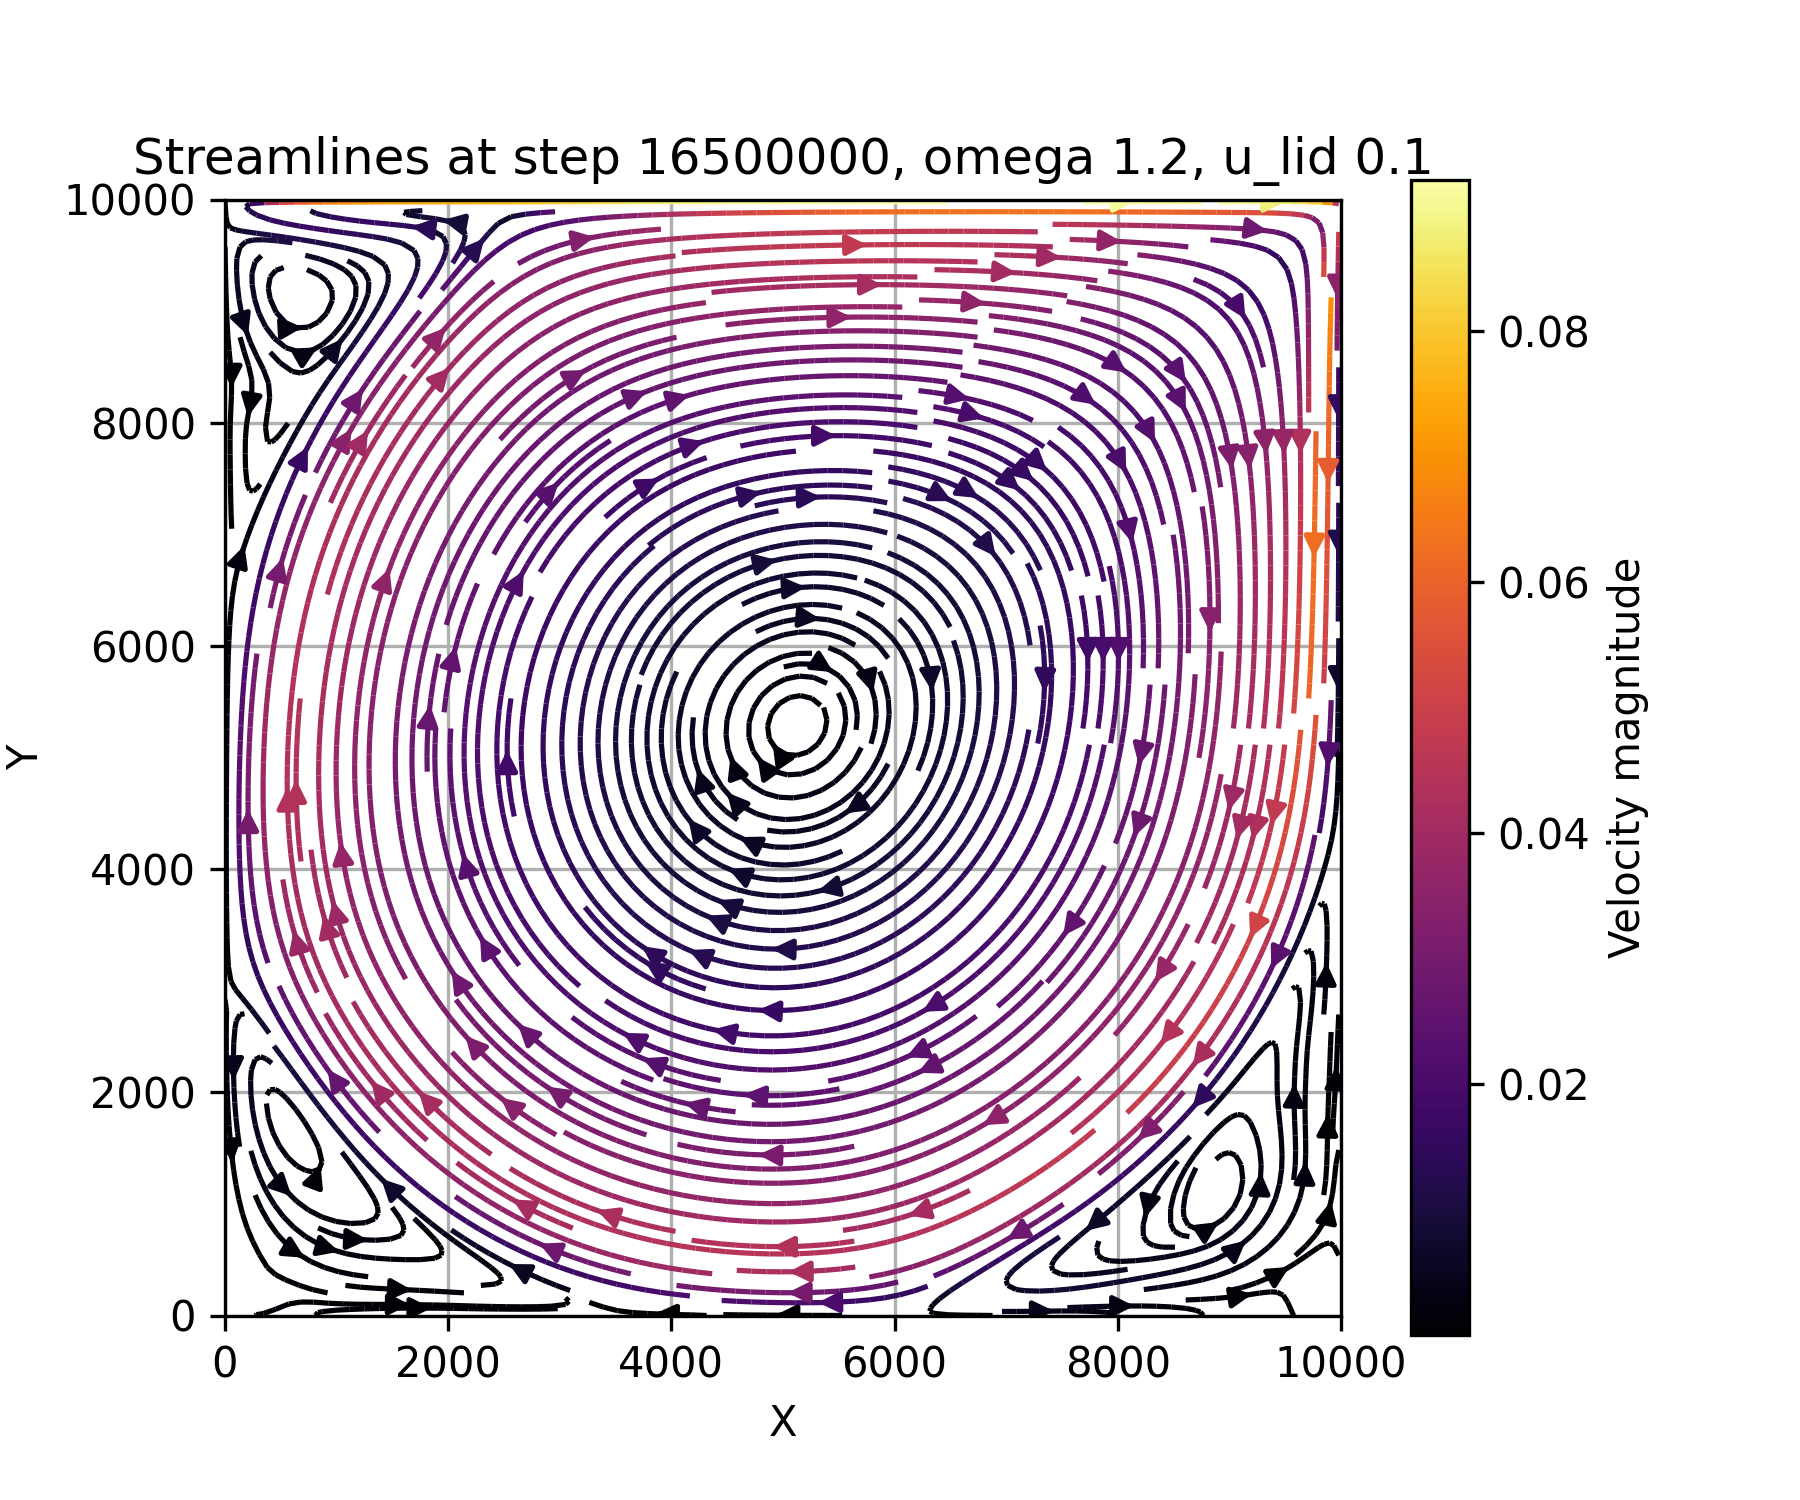 Streamlines at step 16500000, omega 1.2, u_lid 0.1
10000
8000
6000
4000
2000
0
Y
0 2000 4000 6000 8000 10000
X
0.08
0.06
0.04
0.02
Velocity magnitude